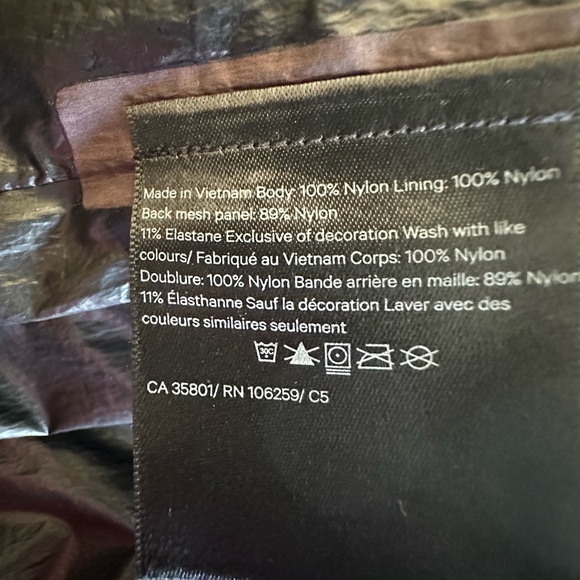 Made in Vietnam Body: 100% Nylon Lining: 100% Nylon
Back mesh panel: 89% Nylon
11% Elastane Exclusive of decoration Wash with like
colours/ Fabriqué au Vietnam Corps: 100% Nylon
Doublure: 100% Nylon Bande arrière en maille: 89% Nylon
11% Élasthanne Sauf la décoration Laver avec des
couleurs similaires seulement
30C
CA 35801/ RN 106259/ C5